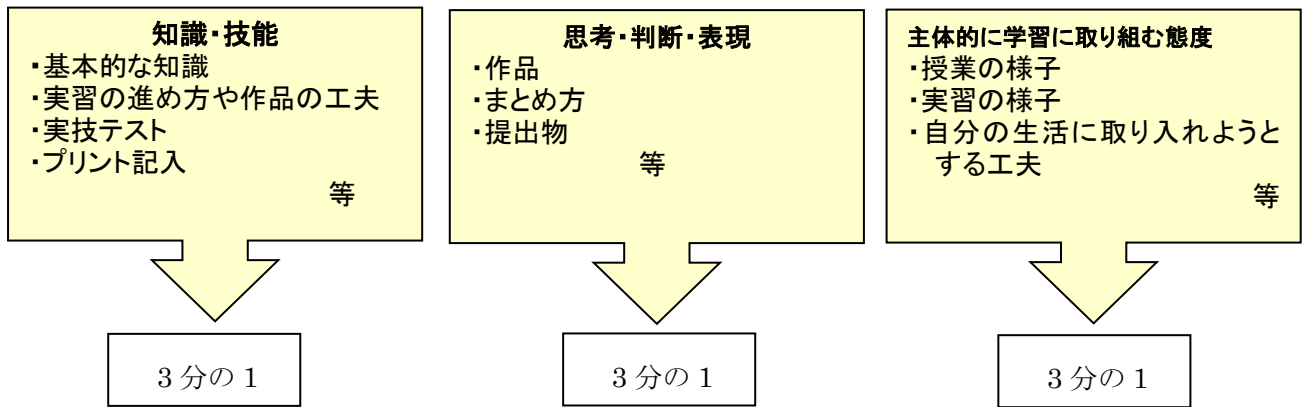 知識・技能
・基本的な知識
・実習の進め方や作品の工夫
・実技テスト
・プリント記入
等
思考・判断・表現
・作品
・まとめ方
・提出物
等
主体的に学習に取り組む態度
・授業の様子
・実習の様子
・自分の生活に取り入れようと
する工夫
等
3分の1
3分の1
3分の1